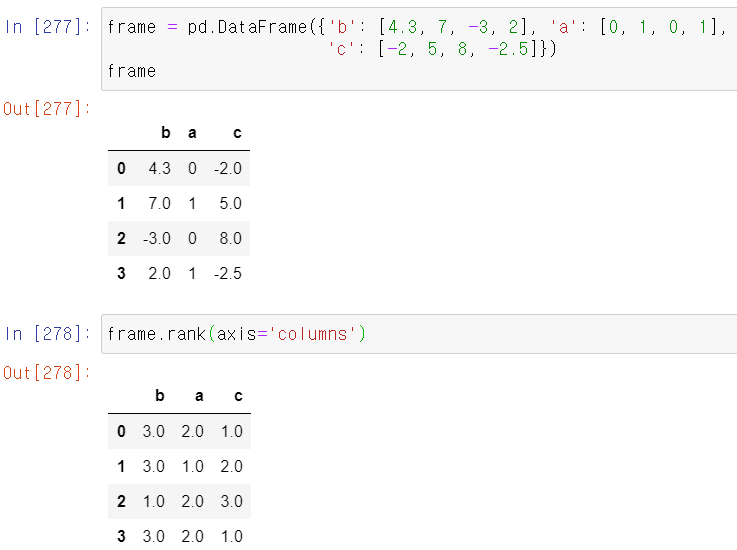 In [277]: frame = pd.DataFrame({'b': [4.3, 7, -3, 2], 'a': [0, 1, 0, 1],
'c': [-2, 5, 8, -2.5]})
frame
Out[277]:
b a c
0 4.3 0 -2.0
1 7.0 1 5.0
2 -3.0 0 8.0
3 2.0 1 -2.5
In [278]: frame.rank(axis='columns')
Out[278]:
b a c
0 3.0 2.0 1.0
1 3.0 1.0 2.0
2 1.0 2.0 3.0
3 3.0 2.0 1.0